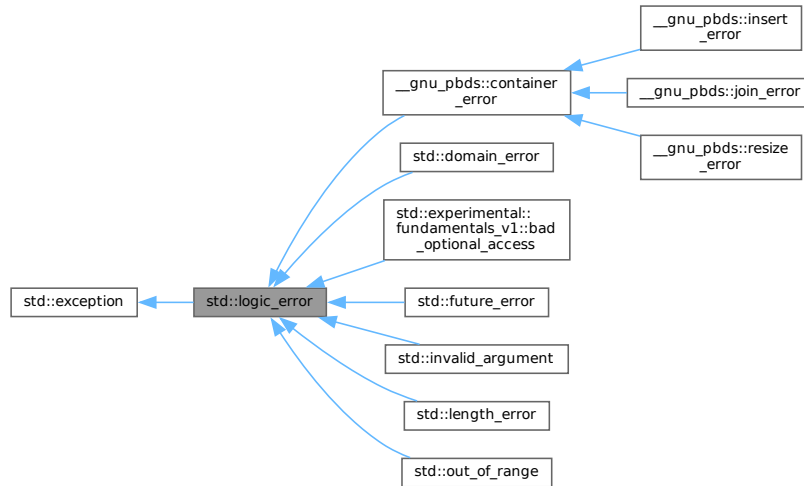 __gnu_pbds::insert
_error
__gnu_pbds::container
_error
__gnu_pbds::join_error
std::domain_error
__gnu_pbds::resize
_error
std::experimental::
fundamentals_v1::bad
_optional_access
std::exception
std::logic_error
std::future_error
std::invalid_argument
std::length_error
std::out_of_range